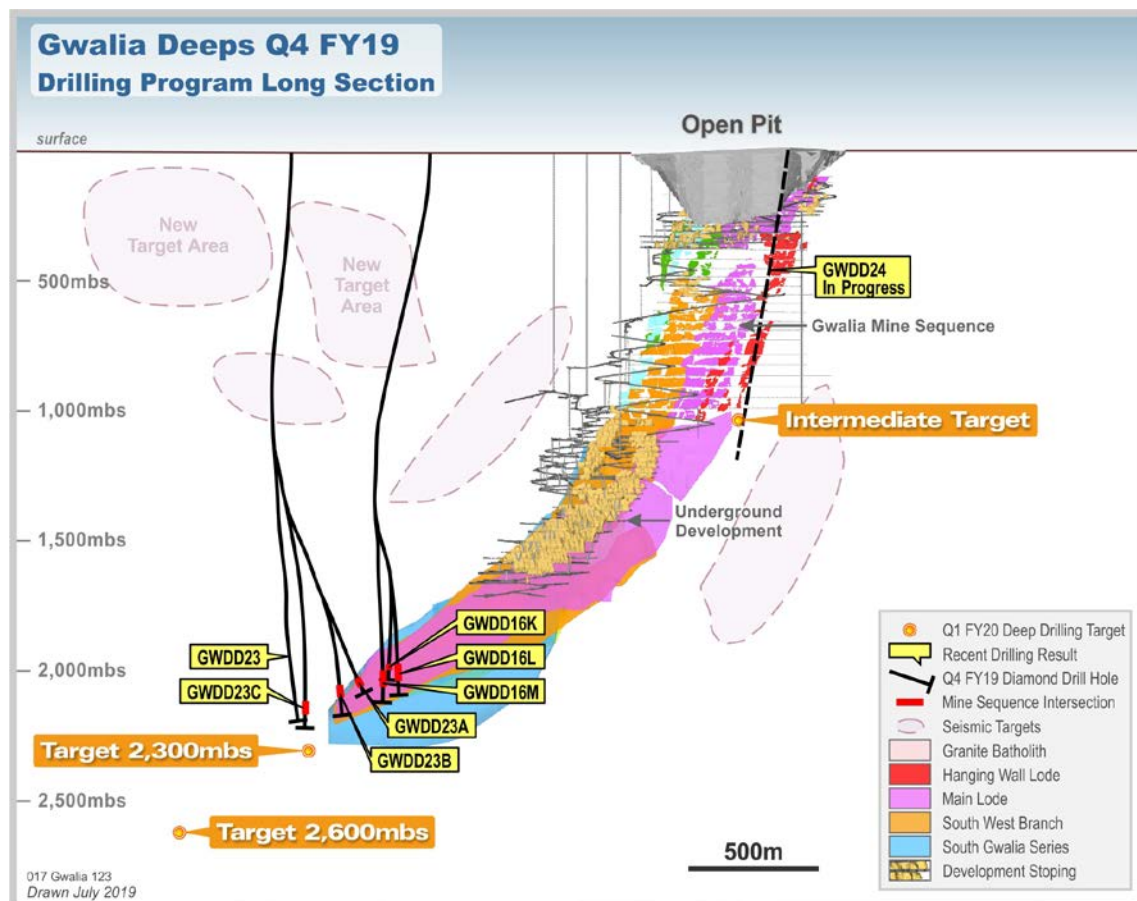 Gwalia Deeps Q4 FY19
Drilling Program Long Section
surface
Open Pit
New
Target Area
New
Target
Area
500mbs
GWDD24
In Progress
Gwalia Mine Sequence
1,000mbs
Intermediate Target
1,500mbs
Underground
Development
GWDD16K
GWDD23
GWDD16L
2,000mbs
GWDD23C
GWDD16M
GWDD23A
Target 2,300mbs
GWDD23B
2,500mbs
Target 2,600mbs
500m
Q1 FY20 Deep Drilling Target
Recent Drilling Result
Q4 FY19 Diamond Drill Hole
Mine Sequence Intersection
Seismic Targets
Granite Batholith
Hanging Wall Lode
Main Lode
South West Branch
South Gwalia Series
Development Stoping
017 Gwalia 123
Drawn July 2019